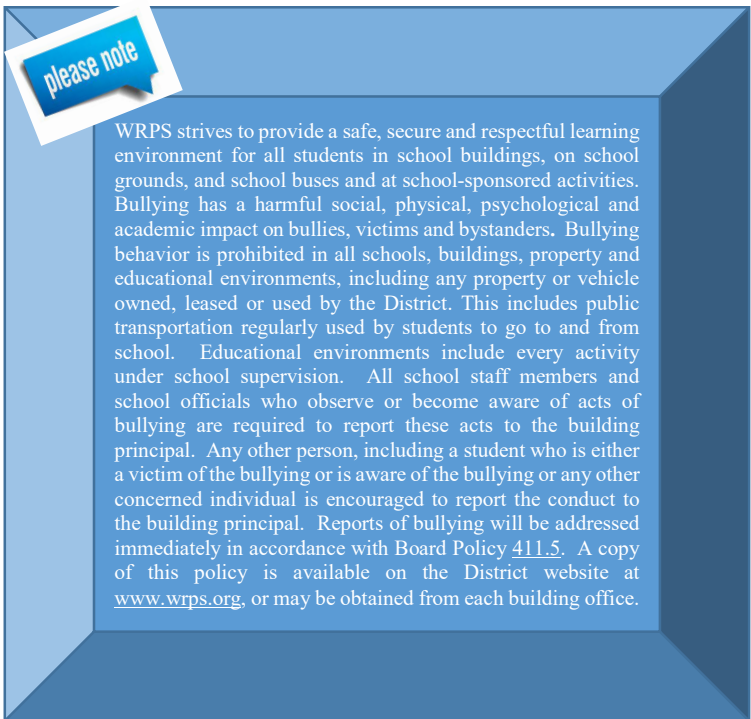 please note
WRPS strives to provide a safe, secure and respectful learning
environment for all students in school buildings, on school
grounds, and school buses and at school-sponsored activities.
Bullying has a harmful social, physical, psychological and
academic impact on bullies, victims and bystanders. Bullying
behavior is prohibited in all schools, buildings, property and
educational environments, including any property or vehicle
owned, leased or used by the District. This includes public
transportation regularly used by students to go to and from
school. Educational environments include every activity
under school supervision. All school staff members and
school officials who observe or become aware of acts of
bullying are required to report these acts to the building
principal. Any other person, including a student who is either
a victim of the bullying or is aware of the bullying or any other
concerned individual is encouraged to report the conduct to
the building principal. Reports of bullying will be addressed
immediately in accordance with Board Policy 411.5. A copy
of this policy is available on the District website at
www.wrps.org, or may be obtained from each building office.